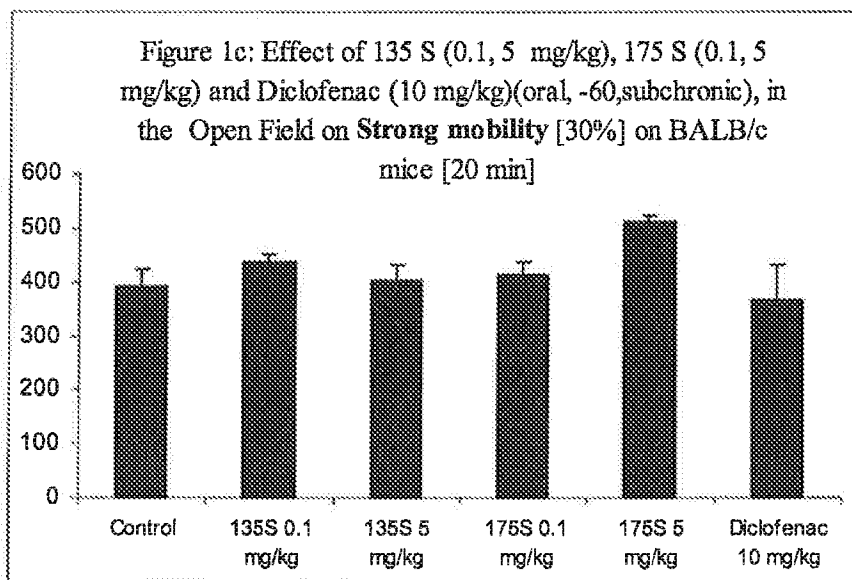 Figure 1c: Effect of 135 S (0.1, 5 mg/kg), 175 S (0.1, 5
mg/kg) and Diclofenac (10 mg/kg)(oral, -60,subchronic), in
the Open Field on Strong mobility [30%] on BALB/c
mice [20 min]
600
500
400
300
200
100
0
Control
135S 0.1
mg/kg
135S 5
mg/kg
175S 0.1
mg/kg
175S 5
mg/kg
Diclofenac
10 mg/kg